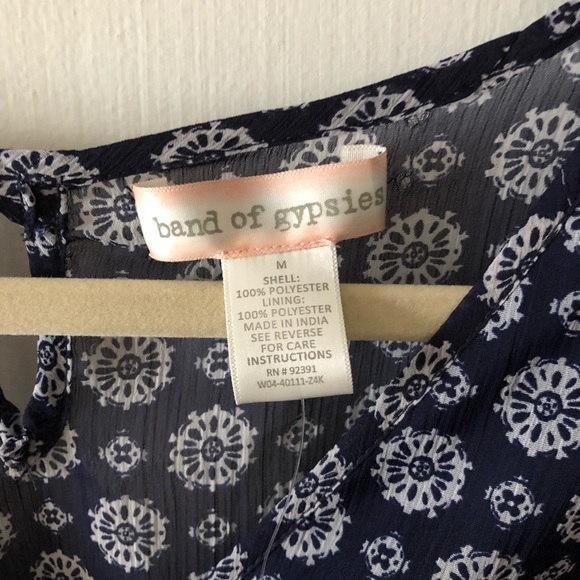 band of gypsies
M
SHELL:
100% POLYESTER
LINING:
100% POLYESTER
MADE IN INDIA
SEE REVERSE
FOR CARE
INSTRUCTIONS
RN # 92391
W04-40111-Z4K